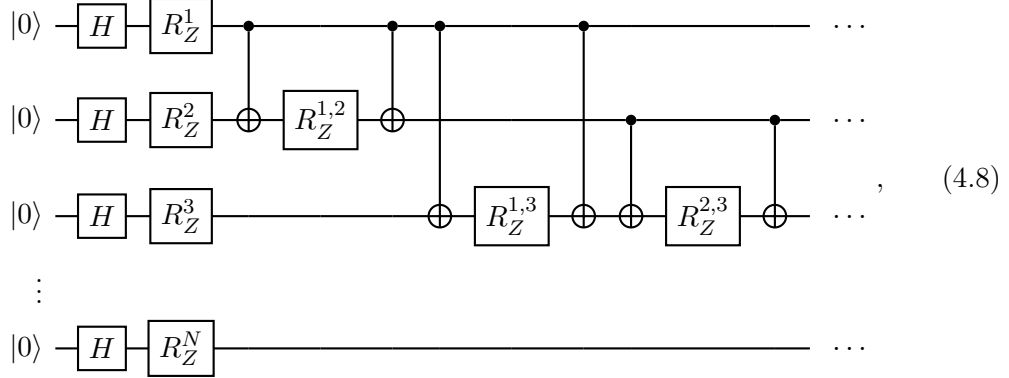 |0⟩ H R_Z^1 ⋯
|0⟩ H R_Z^2 R_Z^{1,2} ⋯
|0⟩ H R_Z^3 R_Z^{1,3} R_Z^{2,3} ⋯ , (4.8)
⋮
|0⟩ H R_Z^N ⋯